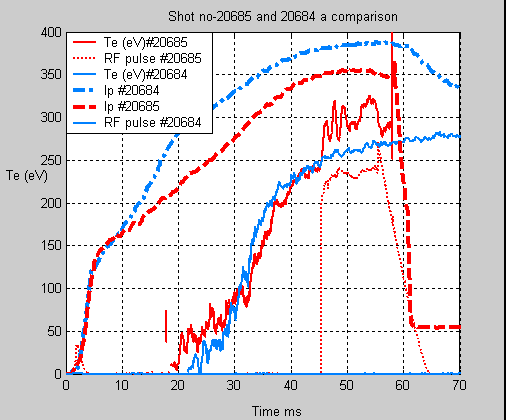 Shot no-20685 and 20684 a comparison
Te (eV)#20685
RF pulse #20685
Te (eV)#20684
Ip #20684
Ip #20685
RF pulse #20684
400
350
300
250
200
150
100
50
0
Te (eV)
0 10 20 30 40 50 60 70
Time ms